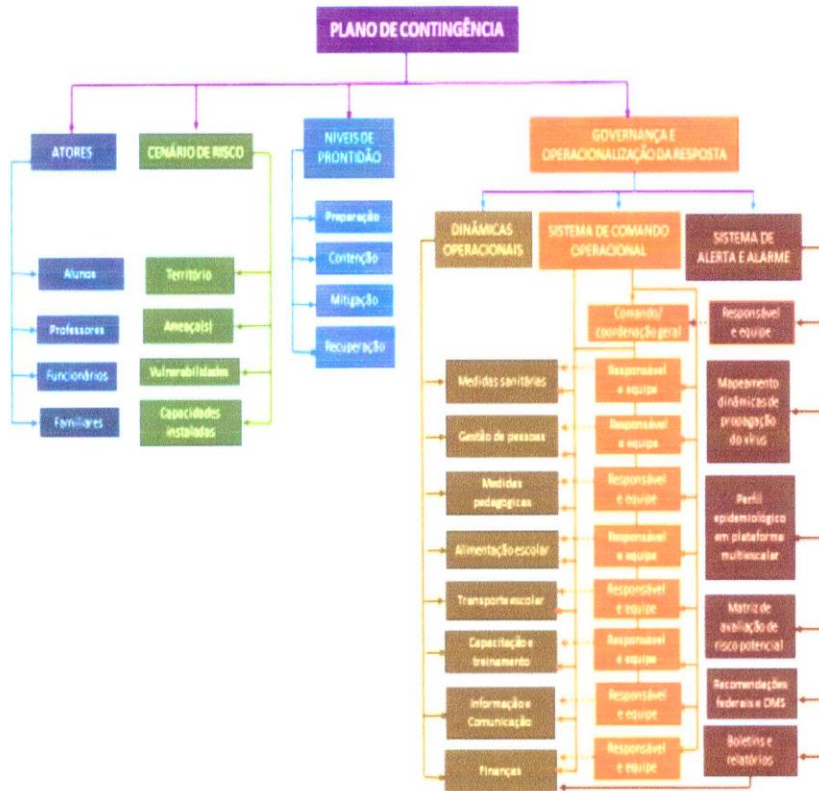 PLANO DE CONTINGÊNCIA
ATORES
Alunos
Professores
Funcionários
Familiares
CENÁRIO DE RISCO
Território
Ameaça(s)
Vulnerabilidades
Capacidades
instaladas
NÍVEIS DE
PRONTIDÃO
Preparação
Contenção
Mitigação
Recuperação
GOVERNANÇA E
OPERACIONALIZAÇÃO DA RESPOSTA
DINÂMICAS
OPERACIONAIS
Medidas sanitárias
Gestão de pessoas
Medidas
pedagógicas
Alimentação escolar
Transporte escolar
Capacitação e
treinamento
Informação e
Comunicação
Finanças
SISTEMA DE COMANDO
OPERACIONAL
Comando/
coordenação geral
Responsável
e equipe
Responsável
e equipe
Responsável
e equipe
Responsável
e equipe
Responsável
e equipe
Responsável
e equipe
Responsável
e equipe
Responsável
e equipe
SISTEMA DE
ALERTA E ALARME
Responsável
e equipe
Mapeamento
dinâmicas de
propagação
do vírus
Perfil
epidemiológico
em plataforma
multiescalar
Matriz de
avaliação de
risco potencial
Recomendações
federais e OMS
Boletins e
relatórios